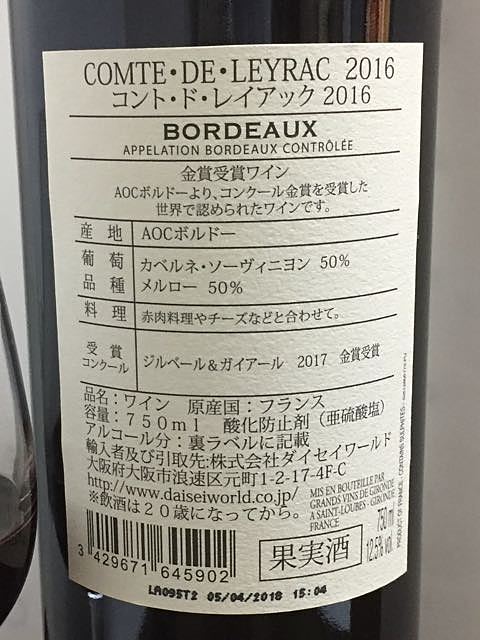 COMTE・DE・LEYRAC 2016
コント・ド・レイアック 2016
BORDEAUX
APPELATION BORDEAUX CONTRÔLÉE
金賞受賞ワイン
AOCボルドーより、コンクール金賞を受賞した
世界で認められたワインです。
産地 AOCボルドー
葡萄品種 カベルネ・ソーヴィニヨン 50%
メルロー 50%
料理 赤肉料理やチーズなどと合わせて。
受賞コンクール ジルベール&ガイアール 2017 金賞受賞
品名：ワイン 原産国：フランス
容量：750ml 酸化防止剤（亜硫酸塩）
アルコール分：裏ラベルに記載
輸入者及び引取先:株式会社ダイセイワールド
大阪府大阪市浪速区元町1-2-17-4F-C
http://www.daiseiworld.co.jp/
※飲酒は20歳になってから。
MIS EN BOUTEILLE PAR
GRANDS VINS DE GIRONDE
A SAINT-LOUBES - GIRONDE
FRANCE
750 ml
12.5% vol
PRODUCT OF FRANCE - CONTAINS SULPHITES -
果実酒
3 429671 645902
LA095T2 05/04/2018 15:04